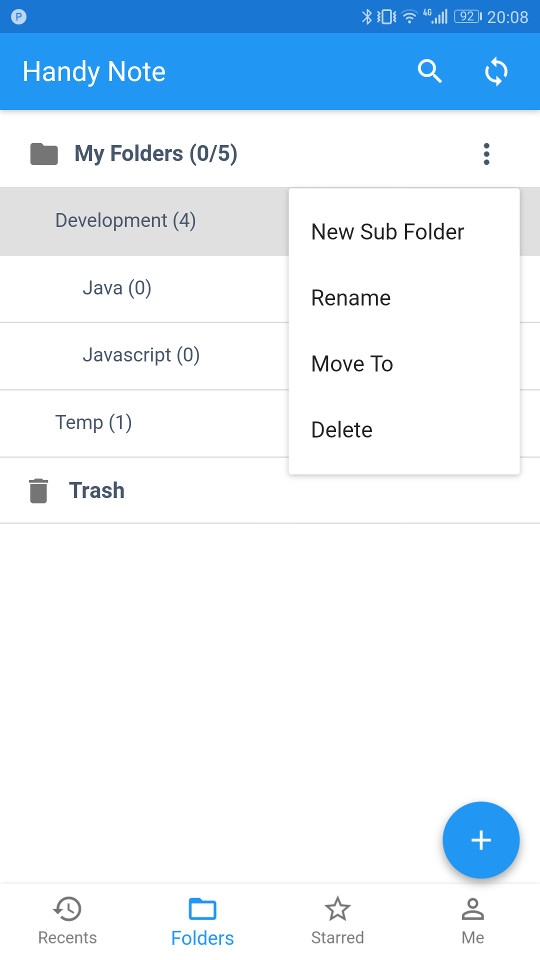 P 4G 92 20:08
Handy Note
My Folders (0/5)
Development (4)
New Sub Folder
Java (0)
Rename
Javascript (0)
Move To
Temp (1)
Delete
Trash
Recents Folders Starred Me